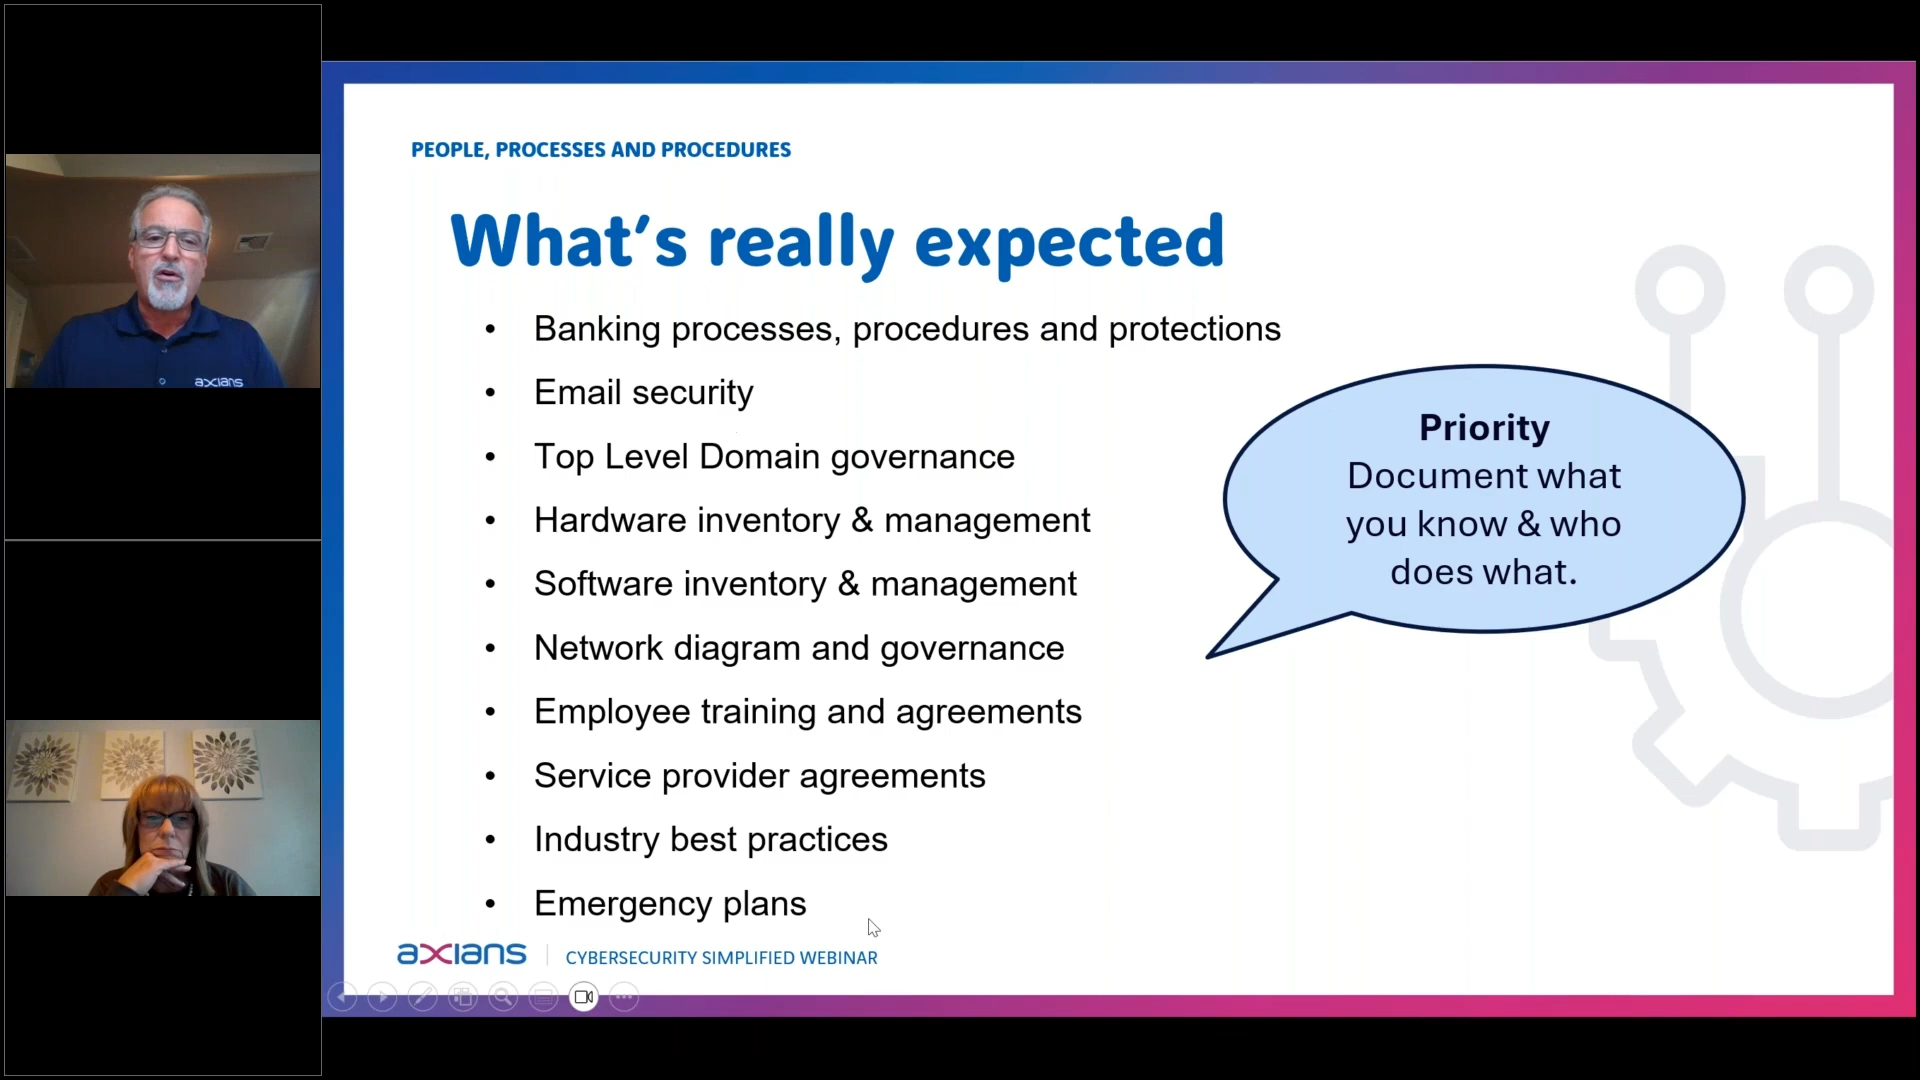 axians
PEOPLE, PROCESSES AND PROCEDURES
What's really expected
• Banking processes, procedures and protections
• Email security
• Top Level Domain governance
• Hardware inventory & management
• Software inventory & management
• Network diagram and governance
• Employee training and agreements
• Service provider agreements
• Industry best practices
• Emergency plans
Priority
Document what
you know & who
does what.
axians | CYBERSECURITY SIMPLIFIED WEBINAR